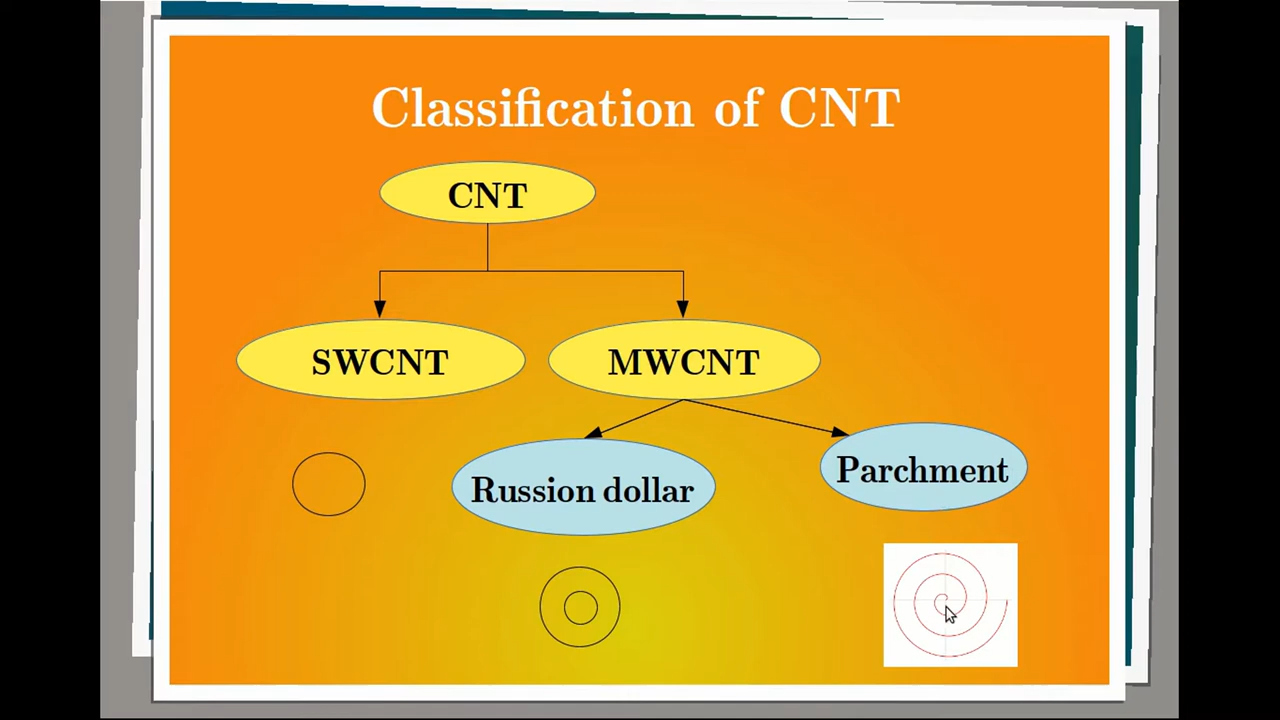 Classification of CNT
CNT
SWCNT
MWCNT
Russion dollar
Parchment